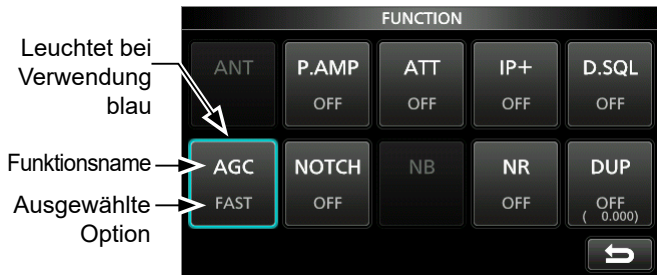 FUNCTION
Leuchtet bei
Verwendung
blau
ANT P.AMP ATT IP+ D.SQL
OFF OFF OFF OFF
Funktionsname
AGC NOTCH NB NR DUP
Ausgewählte
Option
FAST OFF OFF OFF
( 0.000)